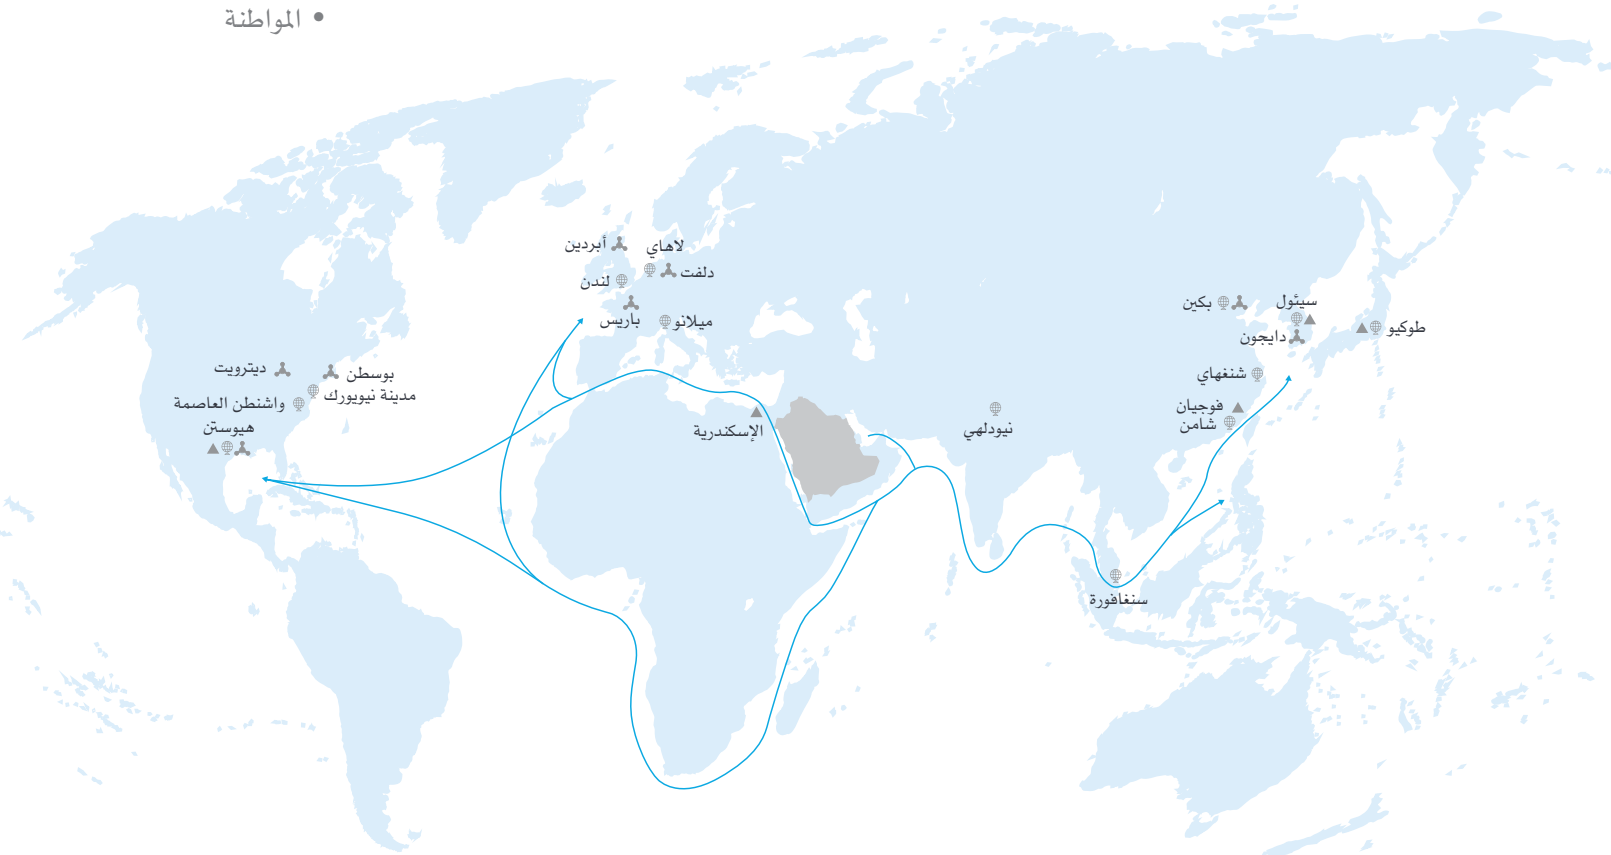 • المواطنة
أبردين
لاهاي
دلفت
لندن
باريس
ميلانو
بكين
سيئول
طوكيو
دايجون
ديترويت
بوسطن
مدينة نيويورك
واشنطن العاصمة
هيوستن
شنغهاي
فوجيان
شامن
الإسكندرية
نيودلهي
سنغافورة